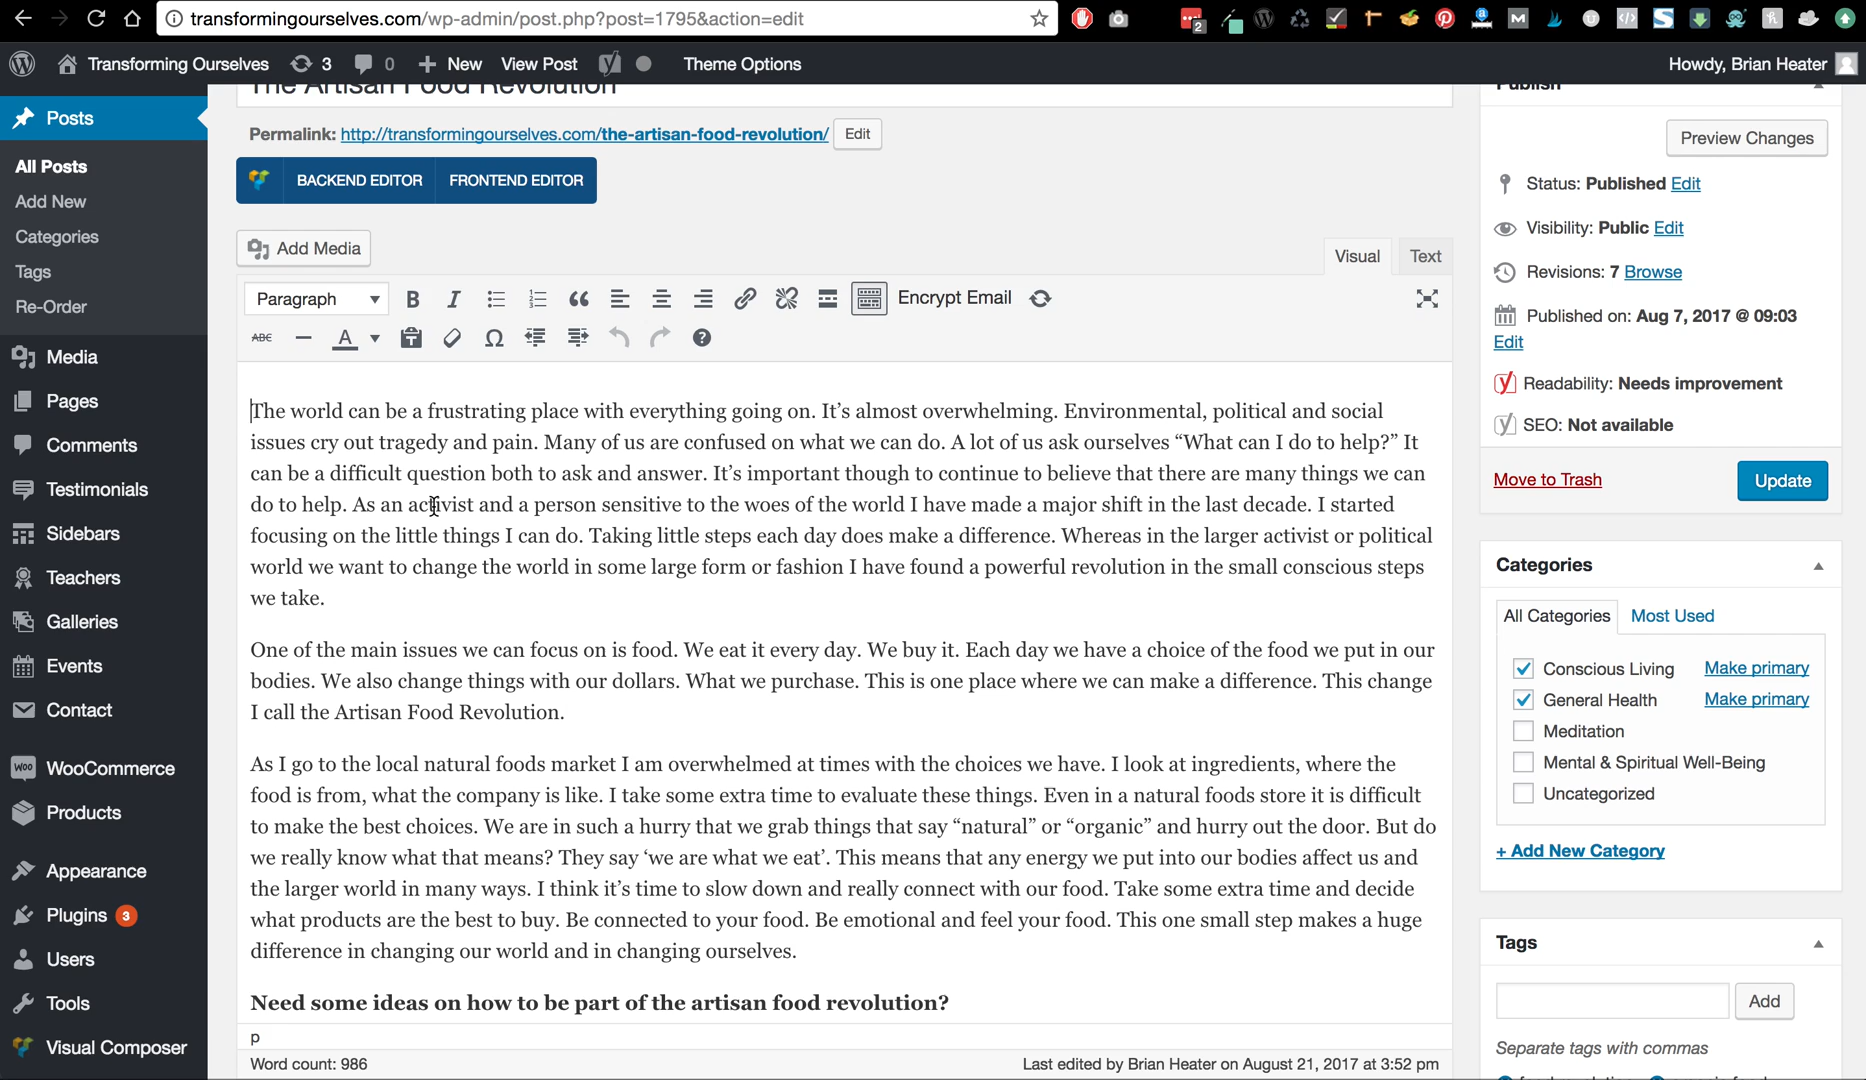 transformingourselves.com/wp-admin/post.php?post=1795&action=edit
2
Transforming Ourselves
3
0
New
View Post
Theme Options
Howdy, Brian Heater
Posts
All Posts
Add New
Categories
Tags
Re-Order
Media
Pages
Comments
Testimonials
Sidebars
Teachers
Galleries
Events
Contact
WooCommerce
Products
Appearance
Plugins 3
Users
Tools
Visual Composer
The Artisan Food Revolution
Permalink: http://transformingourselves.com/the-artisan-food-revolution/ Edit
BACKEND EDITOR
FRONTEND EDITOR
Add Media
Visual
Text
Paragraph
Encrypt Email
ABC
The world can be a frustrating place with everything going on. It’s almost overwhelming. Environmental, political and social
issues cry out tragedy and pain. Many of us are confused on what we can do. A lot of us ask ourselves “What can I do to help?” It
can be a difficult question both to ask and answer. It’s important though to continue to believe that there are many things we can
do to help. As an activist and a person sensitive to the woes of the world I have made a major shift in the last decade. I started
focusing on the little things I can do. Taking little steps each day does make a difference. Whereas in the larger activist or political
world we want to change the world in some large form or fashion I have found a powerful revolution in the small conscious steps
we take.
One of the main issues we can focus on is food. We eat it every day. We buy it. Each day we have a choice of the food we put in our
bodies. We also change things with our dollars. What we purchase. This is one place where we can make a difference. This change
I call the Artisan Food Revolution.
As I go to the local natural foods market I am overwhelmed at times with the choices we have. I look at ingredients, where the
food is from, what the company is like. I take some extra time to evaluate these things. Even in a natural foods store it is difficult
to make the best choices. We are in such a hurry that we grab things that say “natural” or “organic” and hurry out the door. But do
we really know what that means? They say ‘we are what we eat’. This means that any energy we put into our bodies affect us and
the larger world in many ways. I think it’s time to slow down and really connect with our food. Take some extra time and decide
what products are the best to buy. Be connected to your food. Be emotional and feel your food. This one small step makes a huge
difference in changing our world and in changing ourselves.
Need some ideas on how to be part of the artisan food revolution?
p
Word count: 986
Last edited by Brian Heater on August 21, 2017 at 3:52 pm
Publish
Preview Changes
Status: Published Edit
Visibility: Public Edit
Revisions: 7 Browse
Published on: Aug 7, 2017 @ 09:03
Edit
Readability: Needs improvement
SEO: Not available
Move to Trash
Update
Categories
All Categories
Most Used
Conscious Living Make primary
General Health Make primary
Meditation
Mental & Spiritual Well-Being
Uncategorized
+ Add New Category
Tags
Add
Separate tags with commas